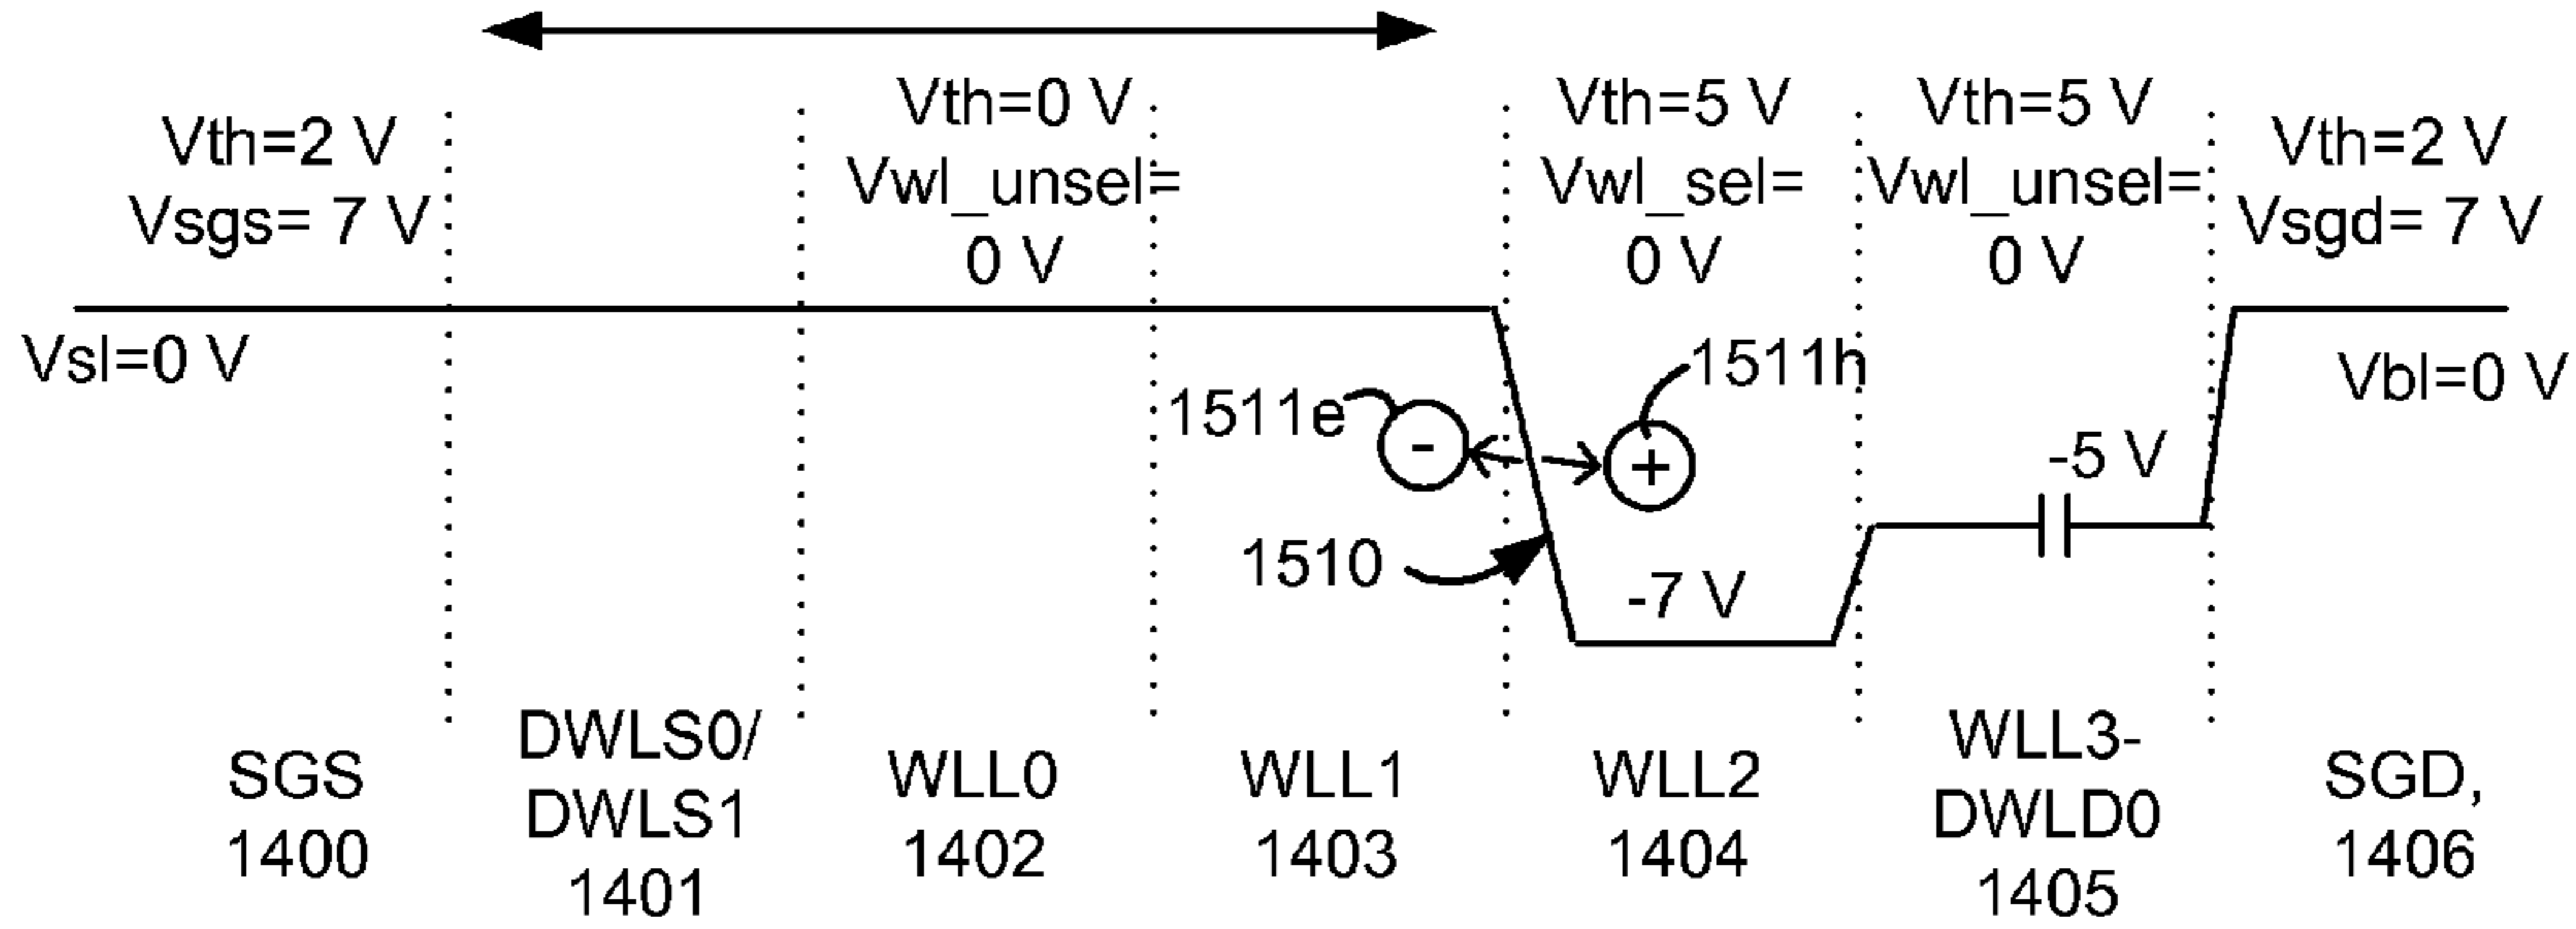 Vth=2 V
Vsgs= 7 V
Vth=0 V
Vwl_unsel=
0 V
Vth=5 V
Vwl_sel=
0 V
Vth=5 V
Vwl_unsel=
0 V
Vth=2 V
Vsgd= 7 V
Vsl=0 V
1511e
-
+
1511h
Vbl=0 V
-5 V
1510
-7 V
SGS
1400
DWLS0/
DWLS1
1401
WLL0
1402
WLL1
1403
WLL2
1404
WLL3-
DWLD0
1405
SGD,
1406